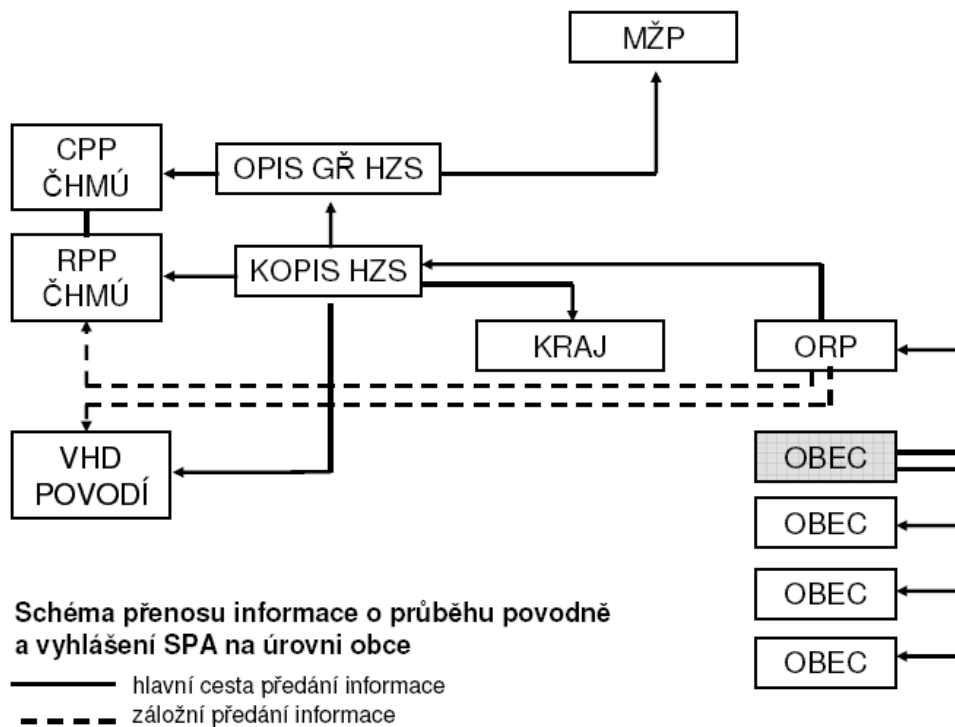 MŽP
CPP
ČHMÚ
OPIS GŘ HZS
RPP
ČHMÚ
KOPIS HZS
KRAJ
ORP
VHD
POVODÍ
OBEC
OBEC
OBEC
OBEC
Schéma přenosu informace o průběhu povodně
a vyhlášení SPA na úrovni obce
hlavní cesta předání informace
záložní předání informace